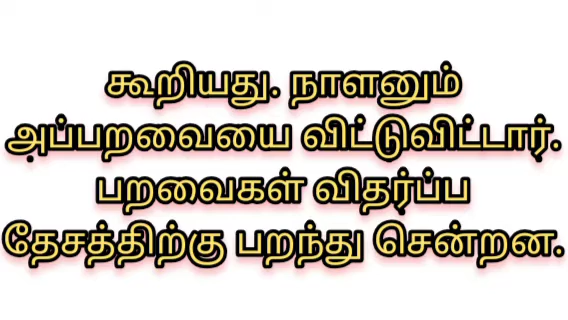 கூறியது. நாளனும்
அப்பறவையை விட்டுவிட்டார்.
பறவைகள் விதர்ப்ப
தேசத்திற்கு பறந்து சென்றன.